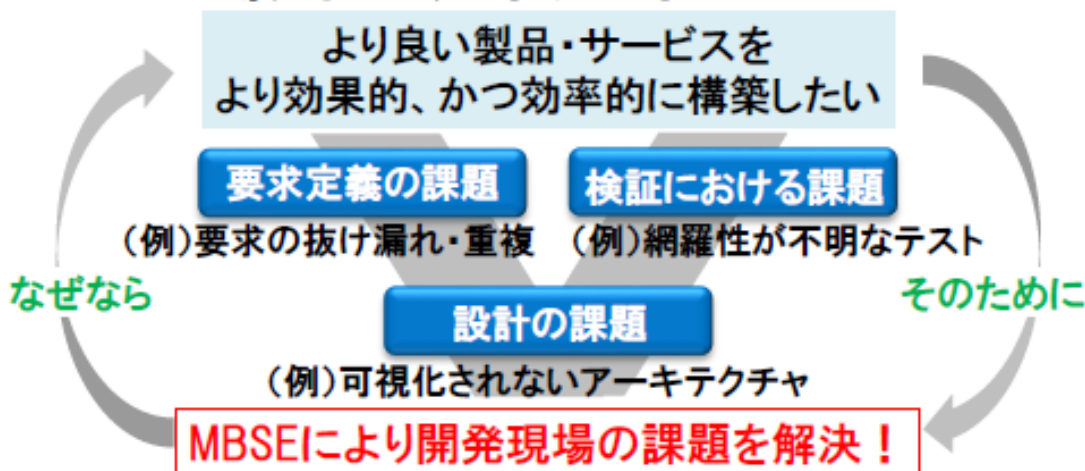 より良い製品・サービスを
より効果的、かつ効率的に構築したい
要求定義の課題
検証における課題
（例）要求の抜け漏れ・重複
（例）網羅性が不明なテスト
なぜなら
そのために
設計の課題
（例）可視化されないアーキテクチャ
MBSEにより開発現場の課題を解決！